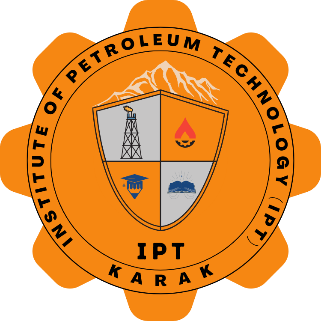 INSTITUTE OF PETROLEUM TECHNOLOGY (IPT)
IPT
KARAK